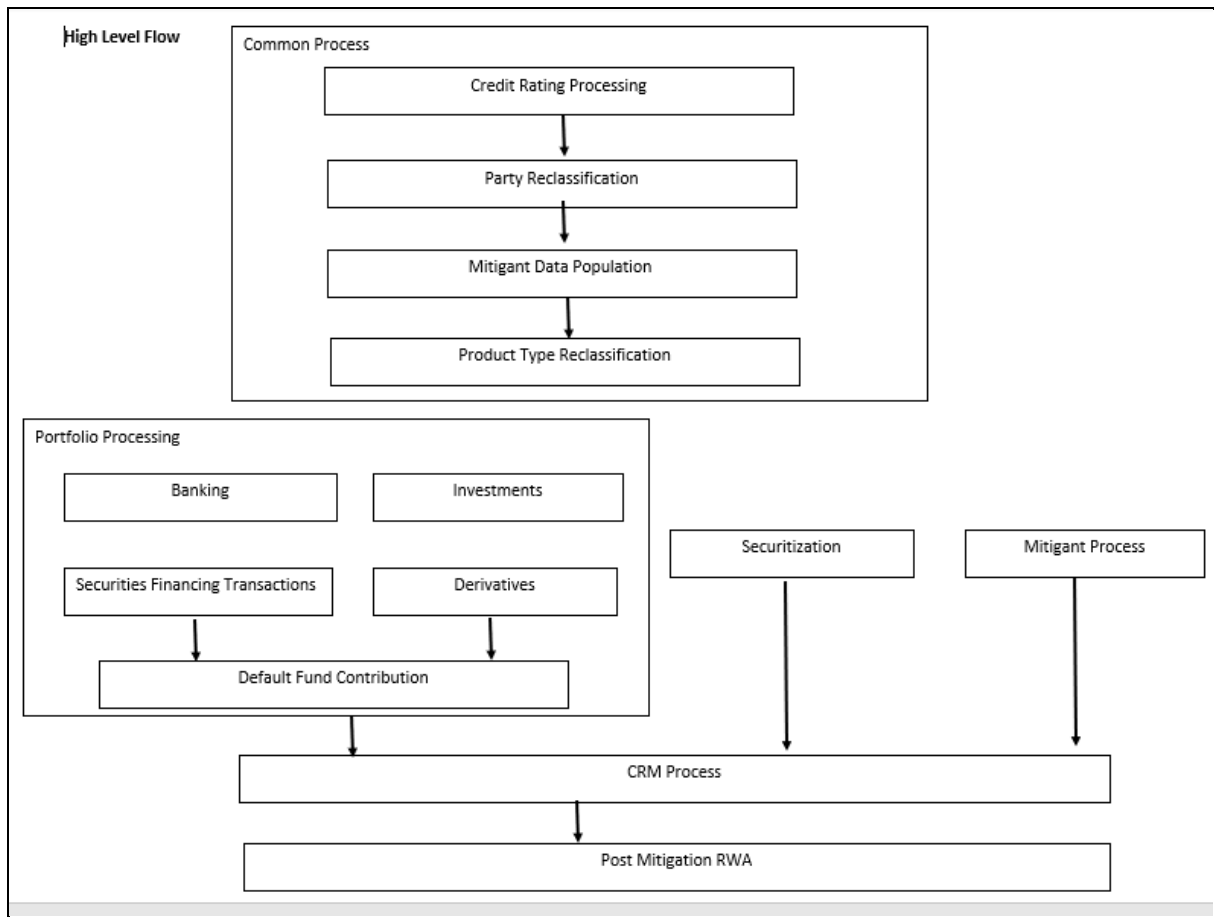 High Level Flow
Common Process
Credit Rating Processing
Party Reclassification
Mitigant Data Population
Product Type Reclassification
Portfolio Processing
Banking
Investments
Securitization
Mitigant Process
Securities Financing Transactions
Derivatives
Default Fund Contribution
CRM Process
Post Mitigation RWA